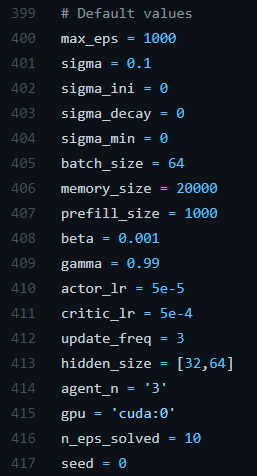 399 # Default values
400 max_eps = 1000
401 sigma = 0.1
402 sigma_ini = 0
403 sigma_decay = 0
404 sigma_min = 0
405 batch_size = 64
406 memory_size = 20000
407 prefill_size = 1000
408 beta = 0.001
409 gamma = 0.99
410 actor_lr = 5e-5
411 critic_lr = 5e-4
412 update_freq = 3
413 hidden_size = [32,64]
414 agent_n = '3'
415 gpu = 'cuda:0'
416 n_eps_solved = 10
417 seed = 0